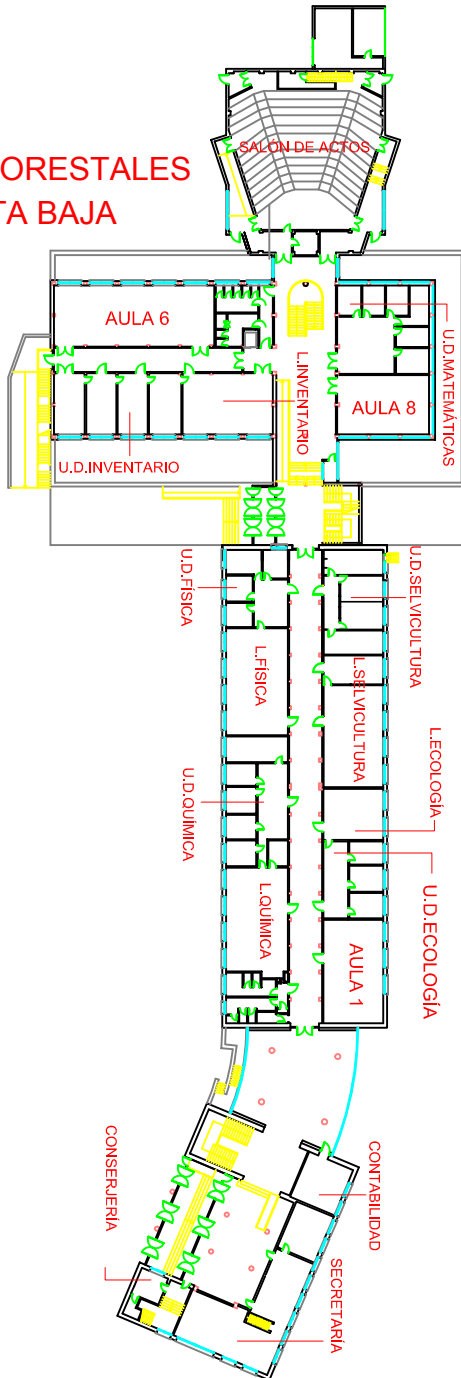 ORESTALES
TA BAJA
SALÓN DE ACTOS
AULA 6
L.INVENTARIO
U.D.MATEMÁTICAS
AULA 8
U.D.INVENTARIO
U.D.FÍSICA
U.D.SELVICULTURA
L.FÍSICA
L.SELVICULTURA
L.ECOLOGÍA
U.D.QUÍMICA
U.D.ECOLOGÍA
L.QUÍMICA
AULA 1
CONSERJERÍA
CONTABILIDAD
SECRETARÍA